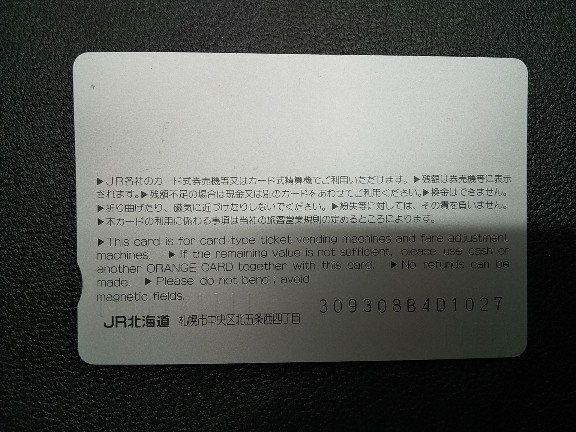 ▶JR各社のカード式券売機等又はカード式精算機でご利用いただけます。▶残額は券売機等に表示
されます。▶残額不足の場合は現金又は別のカードをあわせてご利用ください。▶換金はできません。
▶折り曲げたり、磁気に近づけたりしないでください。▶損失等に対しては、その責を負いません。
▶本カードの利用に係わる事項は当社の旅客営業規則の定めるところによります。
▶This card is for card type ticket vending machines and fare adjustment
machines. ▶If the remaining value is not sufficient, please use cash or
another ORANGE CARD together with this card. ▶No refunds can be
made. ▶Please do not bend; avoid
magnetic fields.
309308B4D1027
JR北海道 札幌市中央区北五条西四丁目